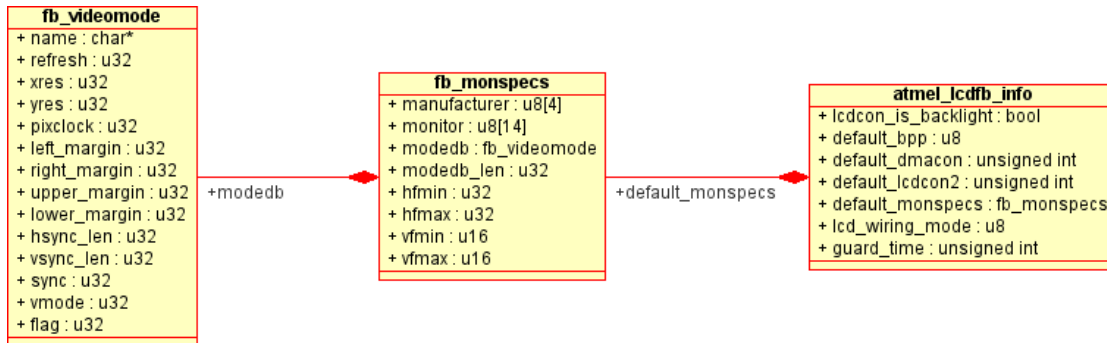 fb_videomode
+ name : char*
+ refresh : u32
+ xres : u32
+ yres : u32
+ pixclock : u32
+ left_margin : u32
+ right_margin : u32
+ upper_margin : u32
+ lower_margin : u32
+ hsync_len : u32
+ vsync_len : u32
+ sync : u32
+ vmode : u32
+ flag : u32
+modedb
fb_monspecs
+ manufacturer : u8[4]
+ monitor : u8[14]
+ modedb : fb_videomode
+ modedb_len : u32
+ hfmin : u32
+ hfmax : u32
+ vfmin : u16
+ vfmax : u16
+default_monspecs
atmel_lcdfb_info
+ lcdcon_is_backlight : bool
+ default_bpp : u8
+ default_dmacon : unsigned int
+ default_lcdcon2 : unsigned int
+ default_monspecs : fb_monspecs
+ lcd_wiring_mode : u8
+ guard_time : unsigned int